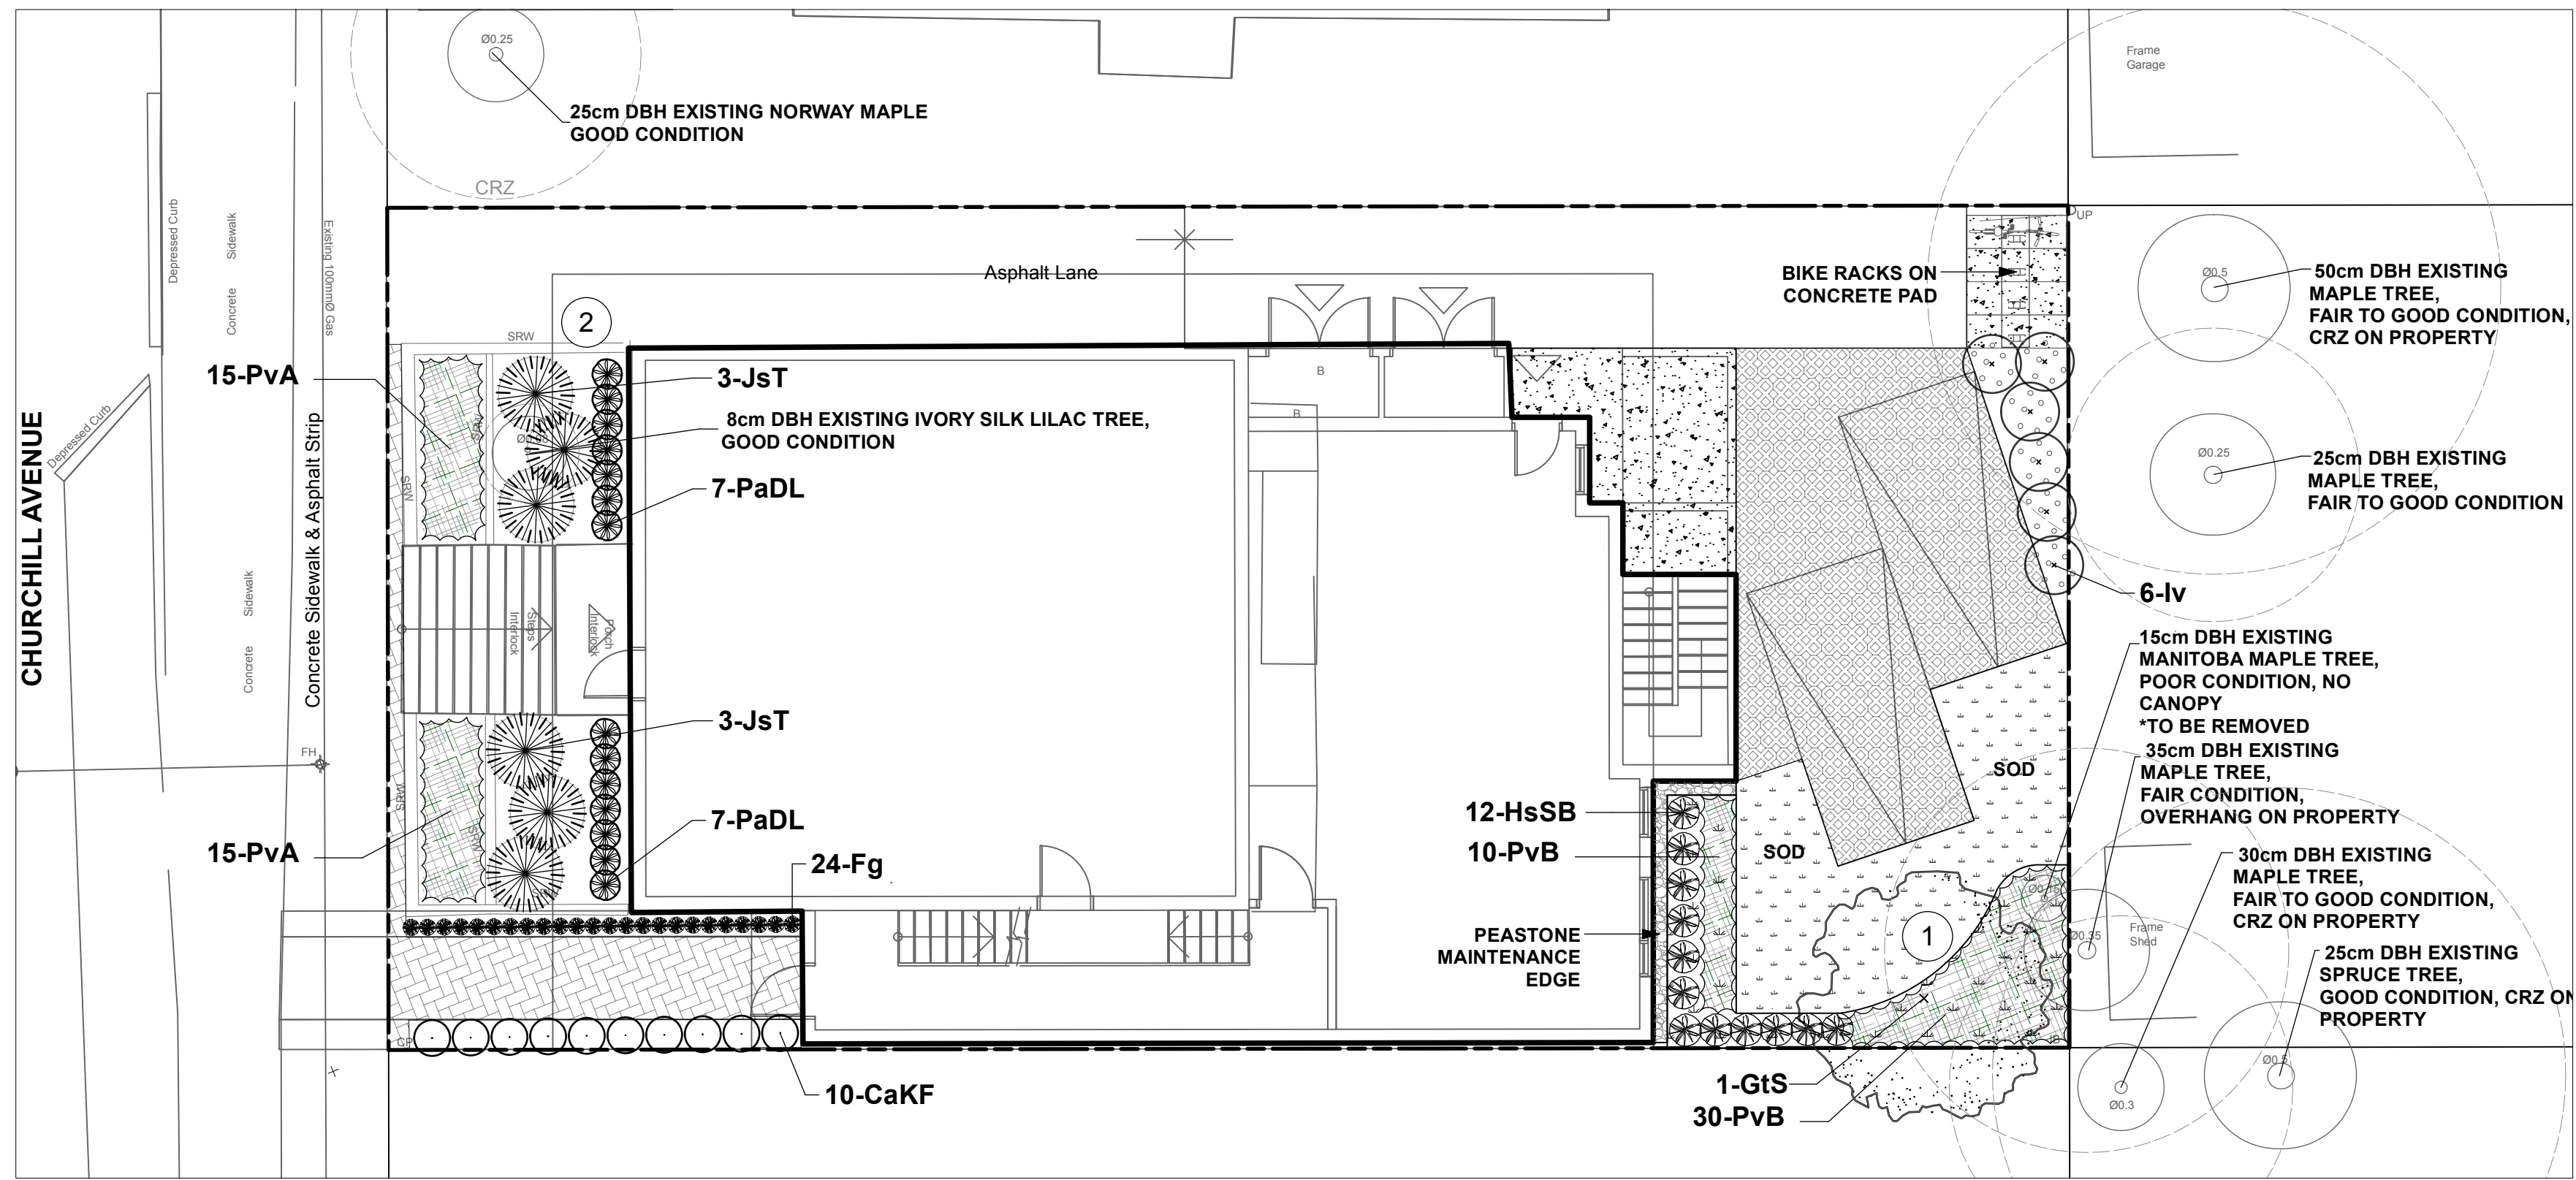 Ø0.25
25cm DBH EXISTING NORWAY MAPLE
GOOD CONDITION
CRZ
Frame
Garage
UP
Depressed Curb
Concrete Sidewalk
Existing 100mmØ Gas
Asphalt Lane
BIKE RACKS ON
CONCRETE PAD
Ø0.5
50cm DBH EXISTING
MAPLE TREE,
FAIR TO GOOD CONDITION,
CRZ ON PROPERTY
2
SRW
15-PvA
3-JsT
8cm DBH EXISTING IVORY SILK LILAC TREE,
GOOD CONDITION
7-PaDL
B
B
Ø0.25
25cm DBH EXISTING
MAPLE TREE,
FAIR TO GOOD CONDITION
CHURCHILL AVENUE
Depressed Curb
Concrete Sidewalk & Asphalt Strip
Concrete Sidewalk
SRW
SRW
Interlock
Steps
Interlock
Porch
6-Iv
15cm DBH EXISTING
MANITOBA MAPLE TREE,
POOR CONDITION, NO
CANOPY
*TO BE REMOVED
3-JsT
FH
35cm DBH EXISTING
MAPLE TREE,
FAIR CONDITION,
OVERHANG ON PROPERTY
SOD
SRW
SRW
7-PaDL
12-HsSB
15-PvA
24-Fg
10-PvB
SOD
30cm DBH EXISTING
MAPLE TREE,
FAIR TO GOOD CONDITION,
CRZ ON PROPERTY
SRW
Ø0.15
PEASTONE
MAINTENANCE
EDGE
1
Ø0.35
Frame
Shed
25cm DBH EXISTING
SPRUCE TREE,
GOOD CONDITION, CRZ ON
PROPERTY
CP
IB
Ø0.5
10-CaKF
1-GtS
30-PvB
Ø0.3